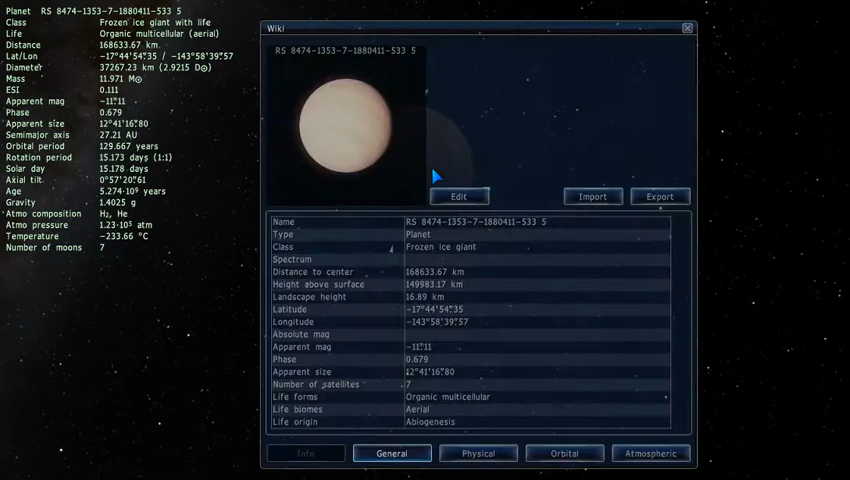 Planet RS 8474-1353-7-1880411-533 5
Class Frozen ice giant with life
Life Organic multicellular (aerial)
Distance 168633.67 km
Lat/Lon -17°44'54".35 / -143°58'39".57
Diameter 37267.23 km (2.9215 D⊙)
Mass 11.971 M⊙
ESI 0.111
Apparent mag -11ᵐ.11
Phase 0.679
Apparent size 12°41'16".80
Semimajor axis 27.21 AU
Orbital period 129.667 years
Rotation period 15.173 days (1:1)
Solar day 15.178 days
Axial tilt 0°57'20".61
Age 5.274·10⁹ years
Gravity 1.4025 g
Atmo composition H₂, He
Atmo pressure 1.23·10⁵ atm
Temperature -233.66 °C
Number of moons 7
Wiki
RS 8474-1353-7-1880411-533 5
Edit
Import
Export
Name RS 8474-1353-7-1880411-533 5
Type Planet
Class Frozen ice giant
Spectrum
Distance to center 168633.67 km
Height above surface 149983.17 km
Landscape height 16.89 km
Latitude -17°44'54".35
Longitude -143°58'39".57
Absolute mag
Apparent mag -11ᵐ.11
Phase 0.679
Apparent size 12°41'16".80
Number of satellites 7
Life forms Organic multicellular
Life biomes Aerial
Life origin Abiogenesis
Info
General
Physical
Orbital
Atmospheric